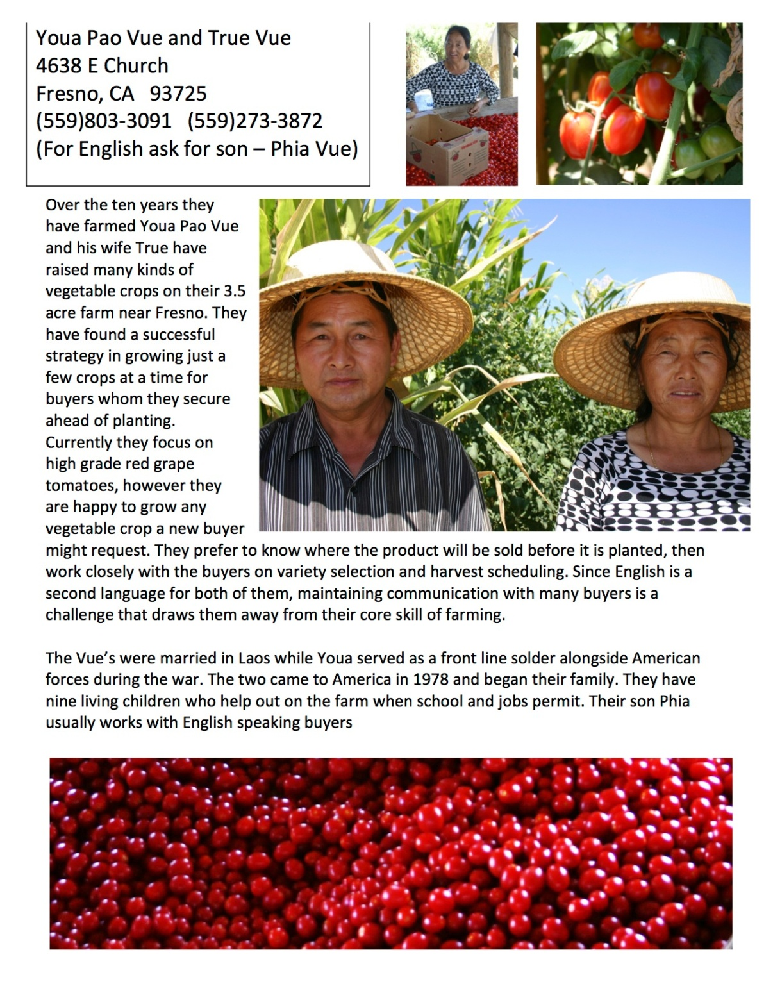 Youa Pao Vue and True Vue
4638 E Church
Fresno, CA   93725
(559)803-3091   (559)273-3872
(For English ask for son – Phia Vue)
Over the ten years they
have farmed Youa Pao Vue
and his wife True have
raised many kinds of
vegetable crops on their 3.5
acre farm near Fresno. They
have found a successful
strategy in growing just a
few crops at a time for
buyers whom they secure
ahead of planting.
Currently they focus on
high grade red grape
tomatoes, however they
are happy to grow any
vegetable crop a new buyer
might request. They prefer to know where the product will be sold before it is planted, then
work closely with the buyers on variety selection and harvest scheduling. Since English is a
second language for both of them, maintaining communication with many buyers is a
challenge that draws them away from their core skill of farming.
The Vue’s were married in Laos while Youa served as a front line solder alongside American
forces during the war. The two came to America in 1978 and began their family. They have
nine living children who help out on the farm when school and jobs permit. Their son Phia
usually works with English speaking buyers